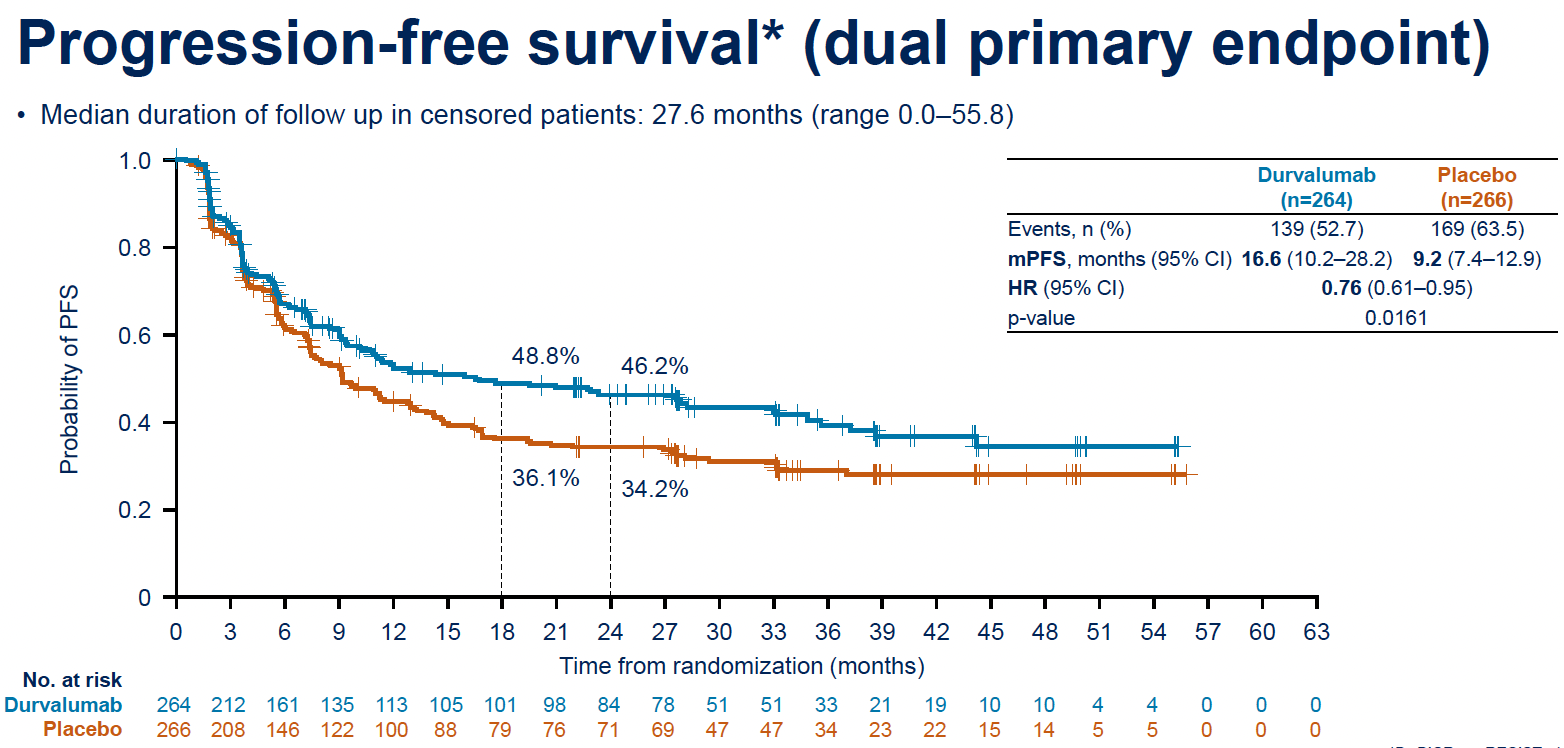 Progression-free survival* (dual primary endpoint)
• Median duration of follow up in censored patients: 27.6 months (range 0.0–55.8)
Durvalumab (n=264) Placebo (n=266)
Events, n (%) 139 (52.7) 169 (63.5)
mPFS, months (95% CI) 16.6 (10.2–28.2) 9.2 (7.4–12.9)
HR (95% CI) 0.76 (0.61–0.95)
p-value 0.0161
Probability of PFS
1.0
0.8
0.6
0.4
0.2
0
48.8%
46.2%
36.1%
34.2%
0 3 6 9 12 15 18 21 24 27 30 33 36 39 42 45 48 51 54 57 60 63
Time from randomization (months)
No. at risk
Durvalumab 264 212 161 135 113 105 101 98 84 78 51 51 33 21 19 10 10 4 4 0 0 0
Placebo 266 208 146 122 100 88 79 76 71 69 47 47 34 23 22 15 14 5 5 0 0 0